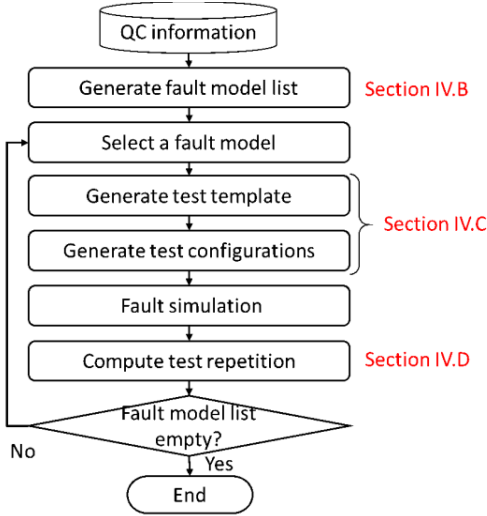 QC information
Generate fault model list
Section IV.B
Select a fault model
Generate test template
Section IV.C
Generate test configurations
Fault simulation
Compute test repetition
Section IV.D
Fault model list
empty?
No
Yes
End